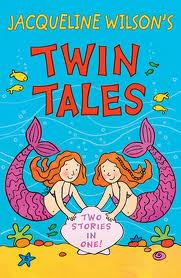 JACQUELINE WILSON'S
TWIN
TALES
TWO
STORIES
IN
ONE!